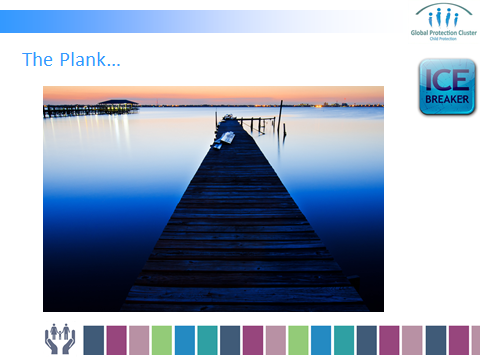 Global Protection Cluster
Child Protection
The Plank...
ICE
BREAKER